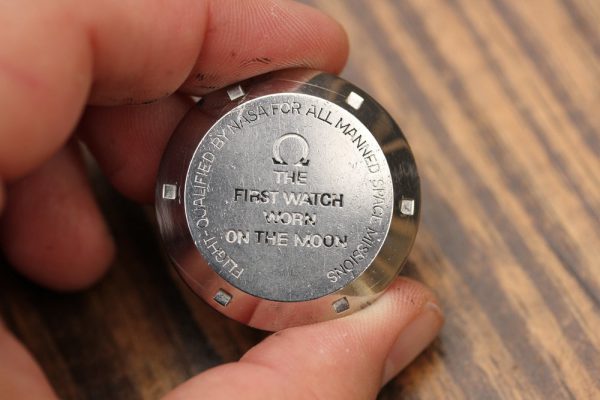 FLIGHT-QUALIFIED BY NASA FOR ALL MANNED SPACE MISSIONS
Ω
THE
FIRST WATCH
WORN
ON THE MOON